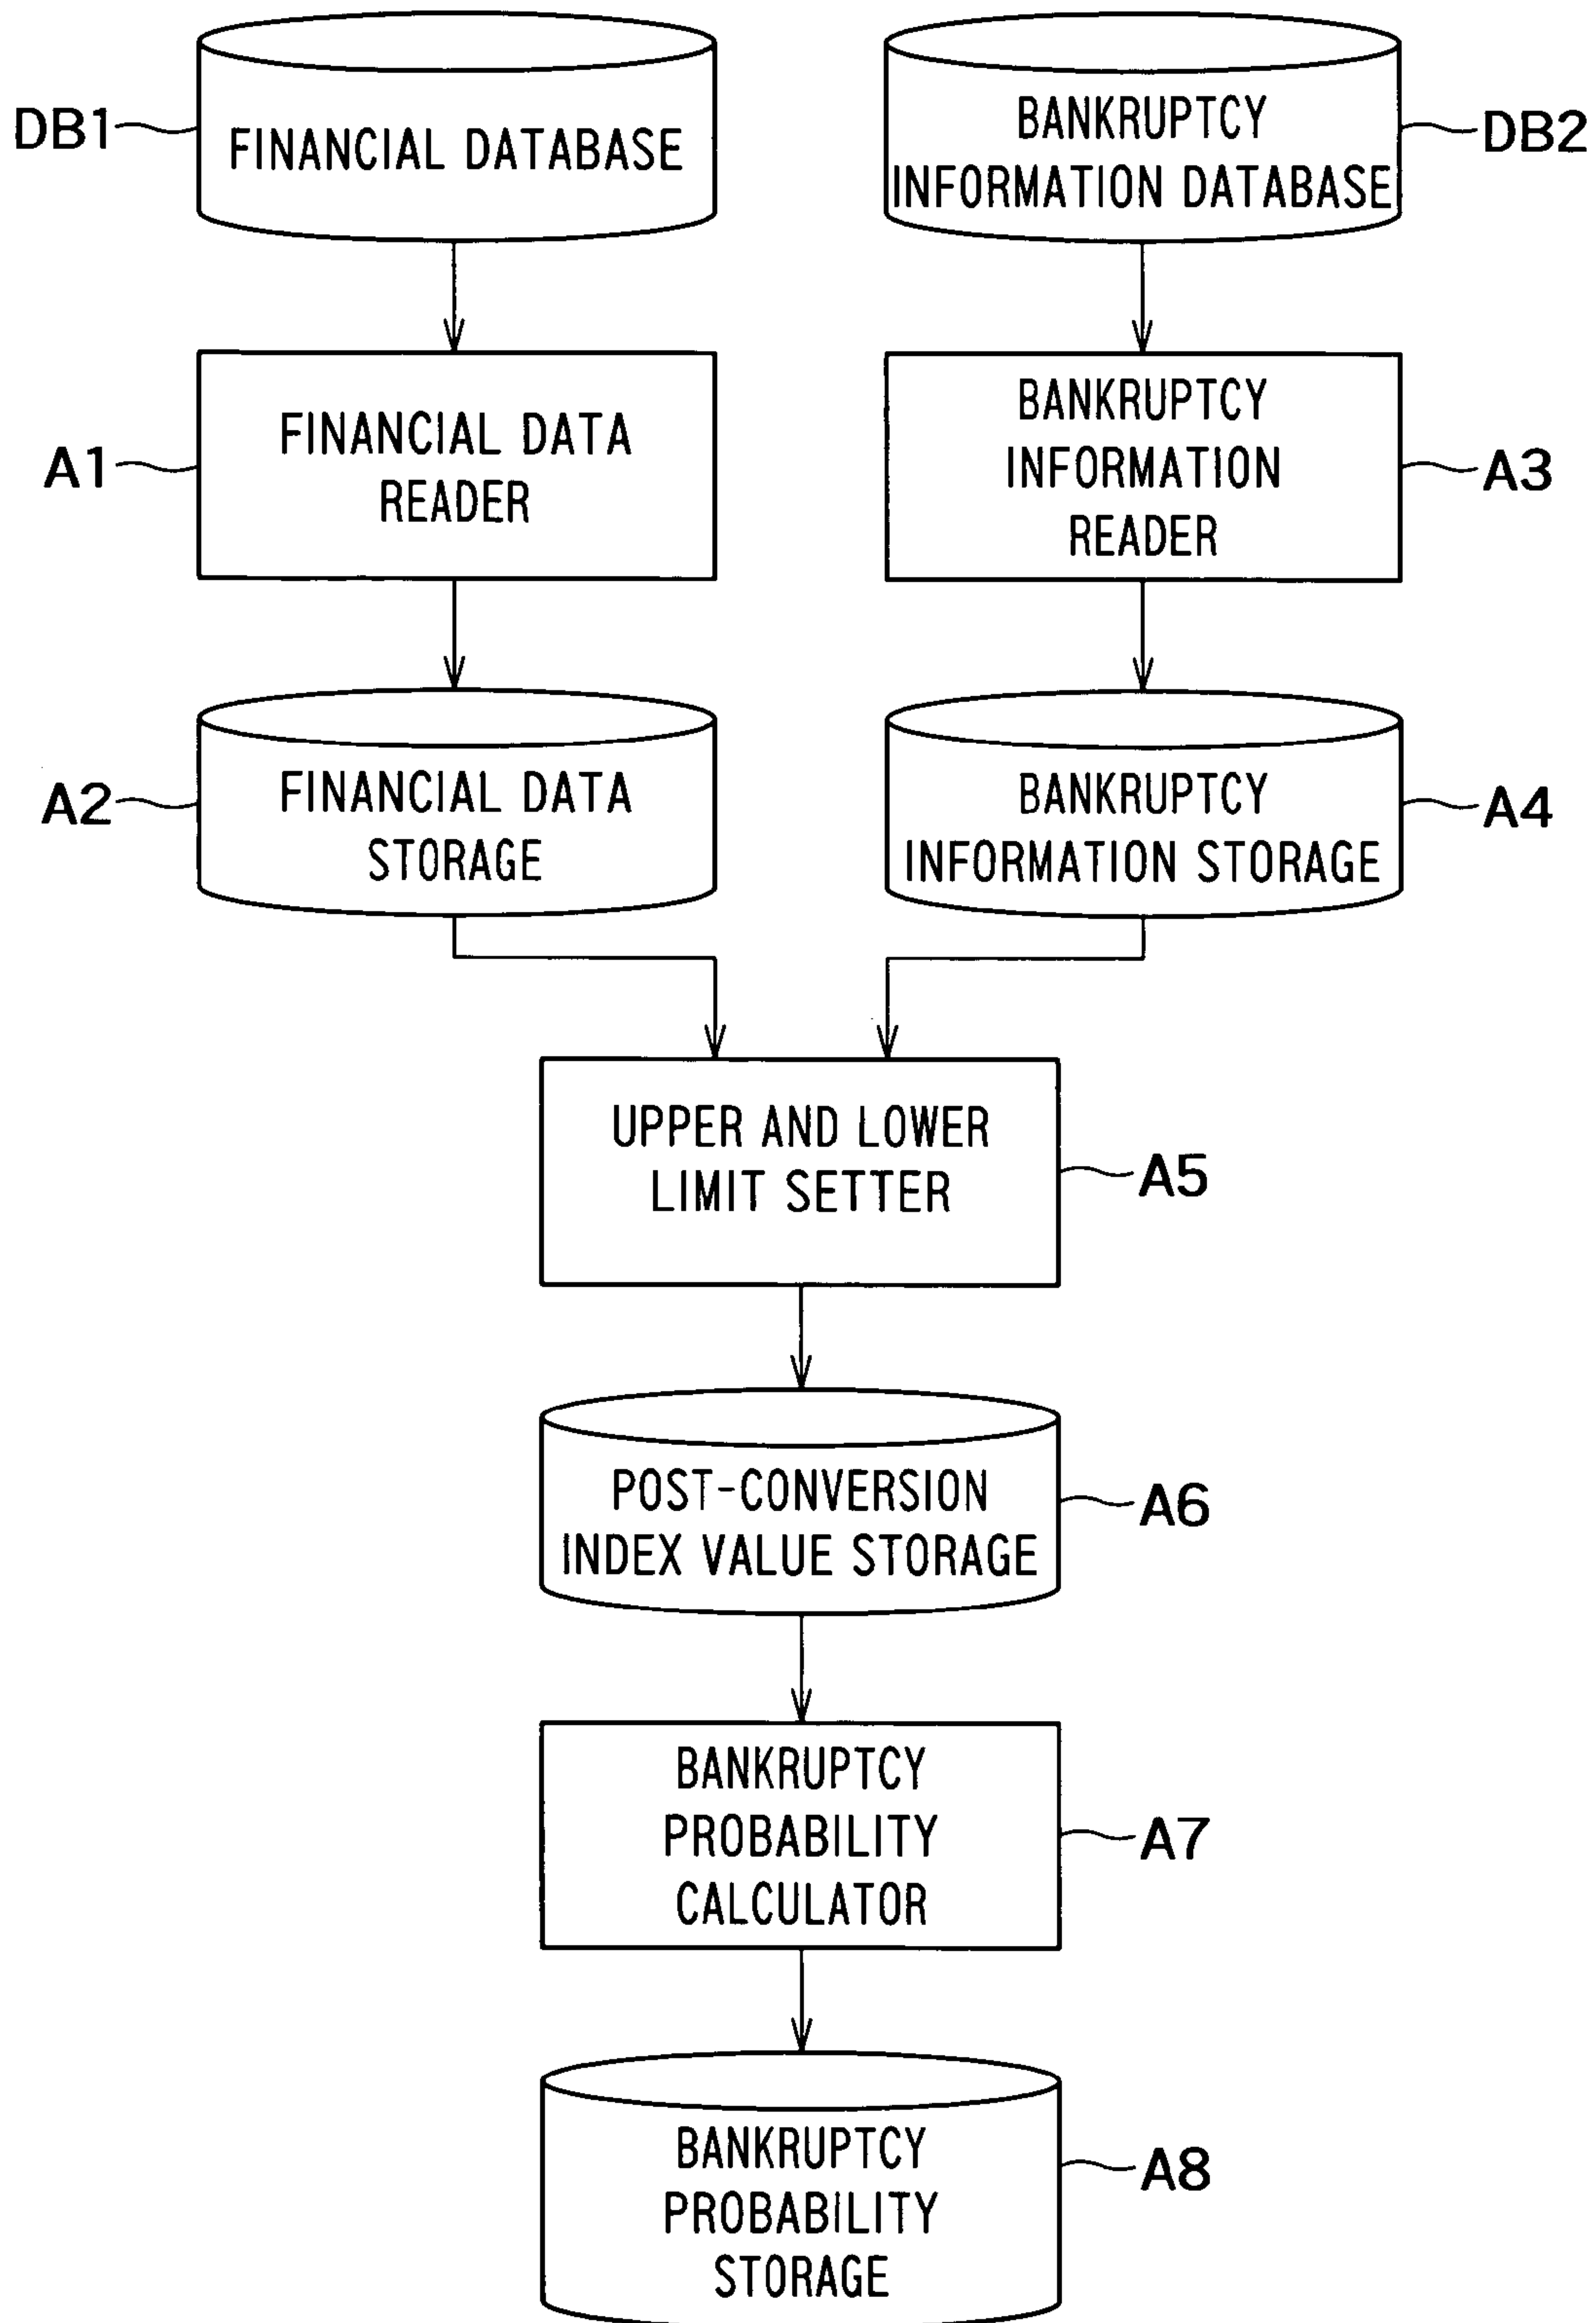 DB1
FINANCIAL DATABASE
BANKRUPTCY
INFORMATION DATABASE
DB2
A1
FINANCIAL DATA
READER
BANKRUPTCY
INFORMATION
READER
A3
A2
FINANCIAL DATA
STORAGE
BANKRUPTCY
INFORMATION STORAGE
A4
UPPER AND LOWER
LIMIT SETTER
A5
POST-CONVERSION
INDEX VALUE STORAGE
A6
BANKRUPTCY
PROBABILITY
CALCULATOR
A7
BANKRUPTCY
PROBABILITY
STORAGE
A8